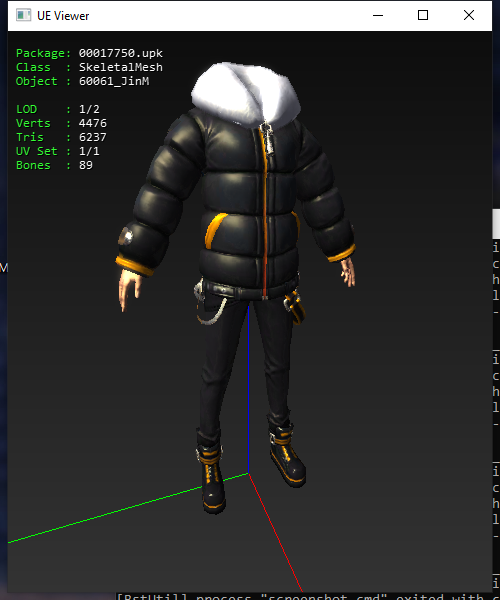 UE Viewer
Package: 00017750.upk
Class : SkeletalMesh
Object : 60061_JinM
LOD : 1/2
Verts : 4476
Tris : 6237
UV Set : 1/1
Bones : 89
M
i
c
h
l
-
i
c
h
l
-
i
c
h
l
-
i
[BstUtil] process "screenshot.cmd" exited with c